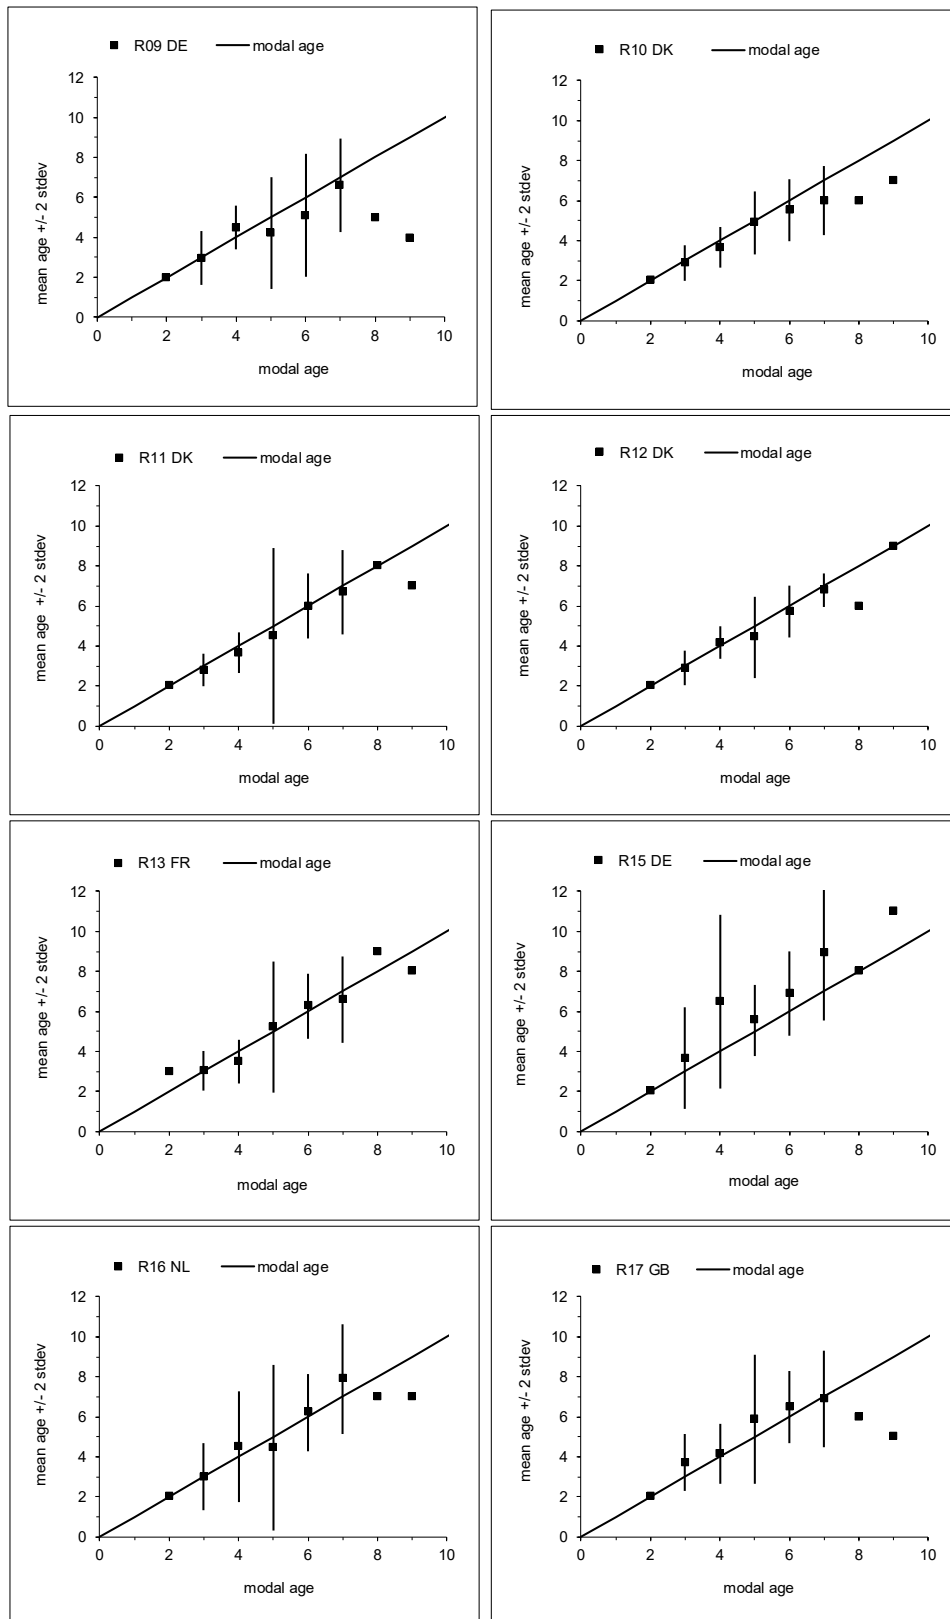 R09 DE modal age
12
10
8
6
4
2
0
mean age +/- 2 stdev
0 2 4 6 8 10
modal age
R10 DK modal age
12
10
8
6
4
2
0
mean age +/- 2 stdev
0 2 4 6 8 10
modal age
R11 DK modal age
12
10
8
6
4
2
0
mean age +/- 2 stdev
0 2 4 6 8 10
modal age
R12 DK modal age
12
10
8
6
4
2
0
mean age +/- 2 stdev
0 2 4 6 8 10
modal age
R13 FR modal age
12
10
8
6
4
2
0
mean age +/- 2 stdev
0 2 4 6 8 10
modal age
R15 DE modal age
12
10
8
6
4
2
0
mean age +/- 2 stdev
0 2 4 6 8 10
modal age
R16 NL modal age
12
10
8
6
4
2
0
mean age +/- 2 stdev
0 2 4 6 8 10
modal age
R17 GB modal age
12
10
8
6
4
2
0
mean age +/- 2 stdev
0 2 4 6 8 10
modal age